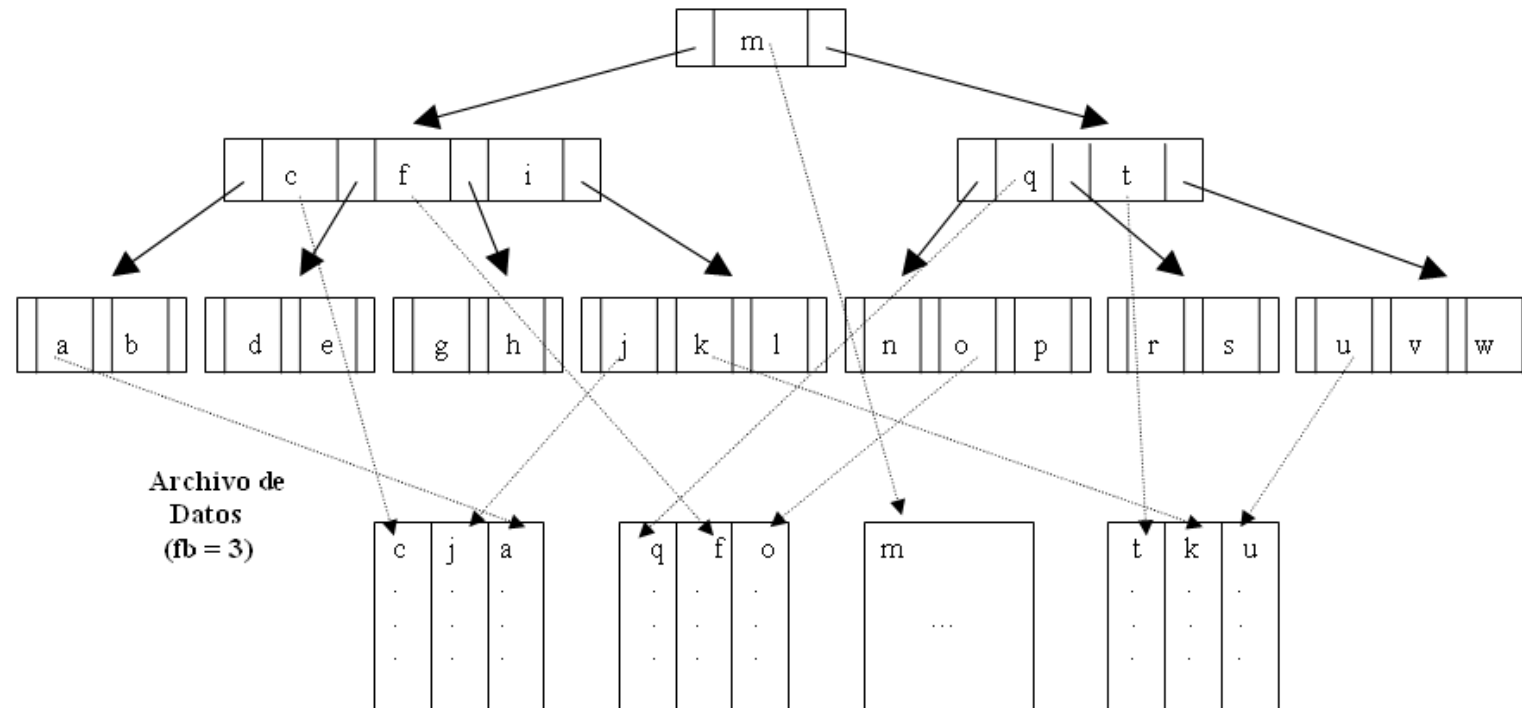 m
c f i
q t
a b
d e
g h
j k l
n o p
r s
u v w
Archivo de
Datos
(fb = 3)
c j a
. . .
. . .
. . .
q f o
. . .
. . .
. . .
m
...
t k u
. . .
. . .
. . .